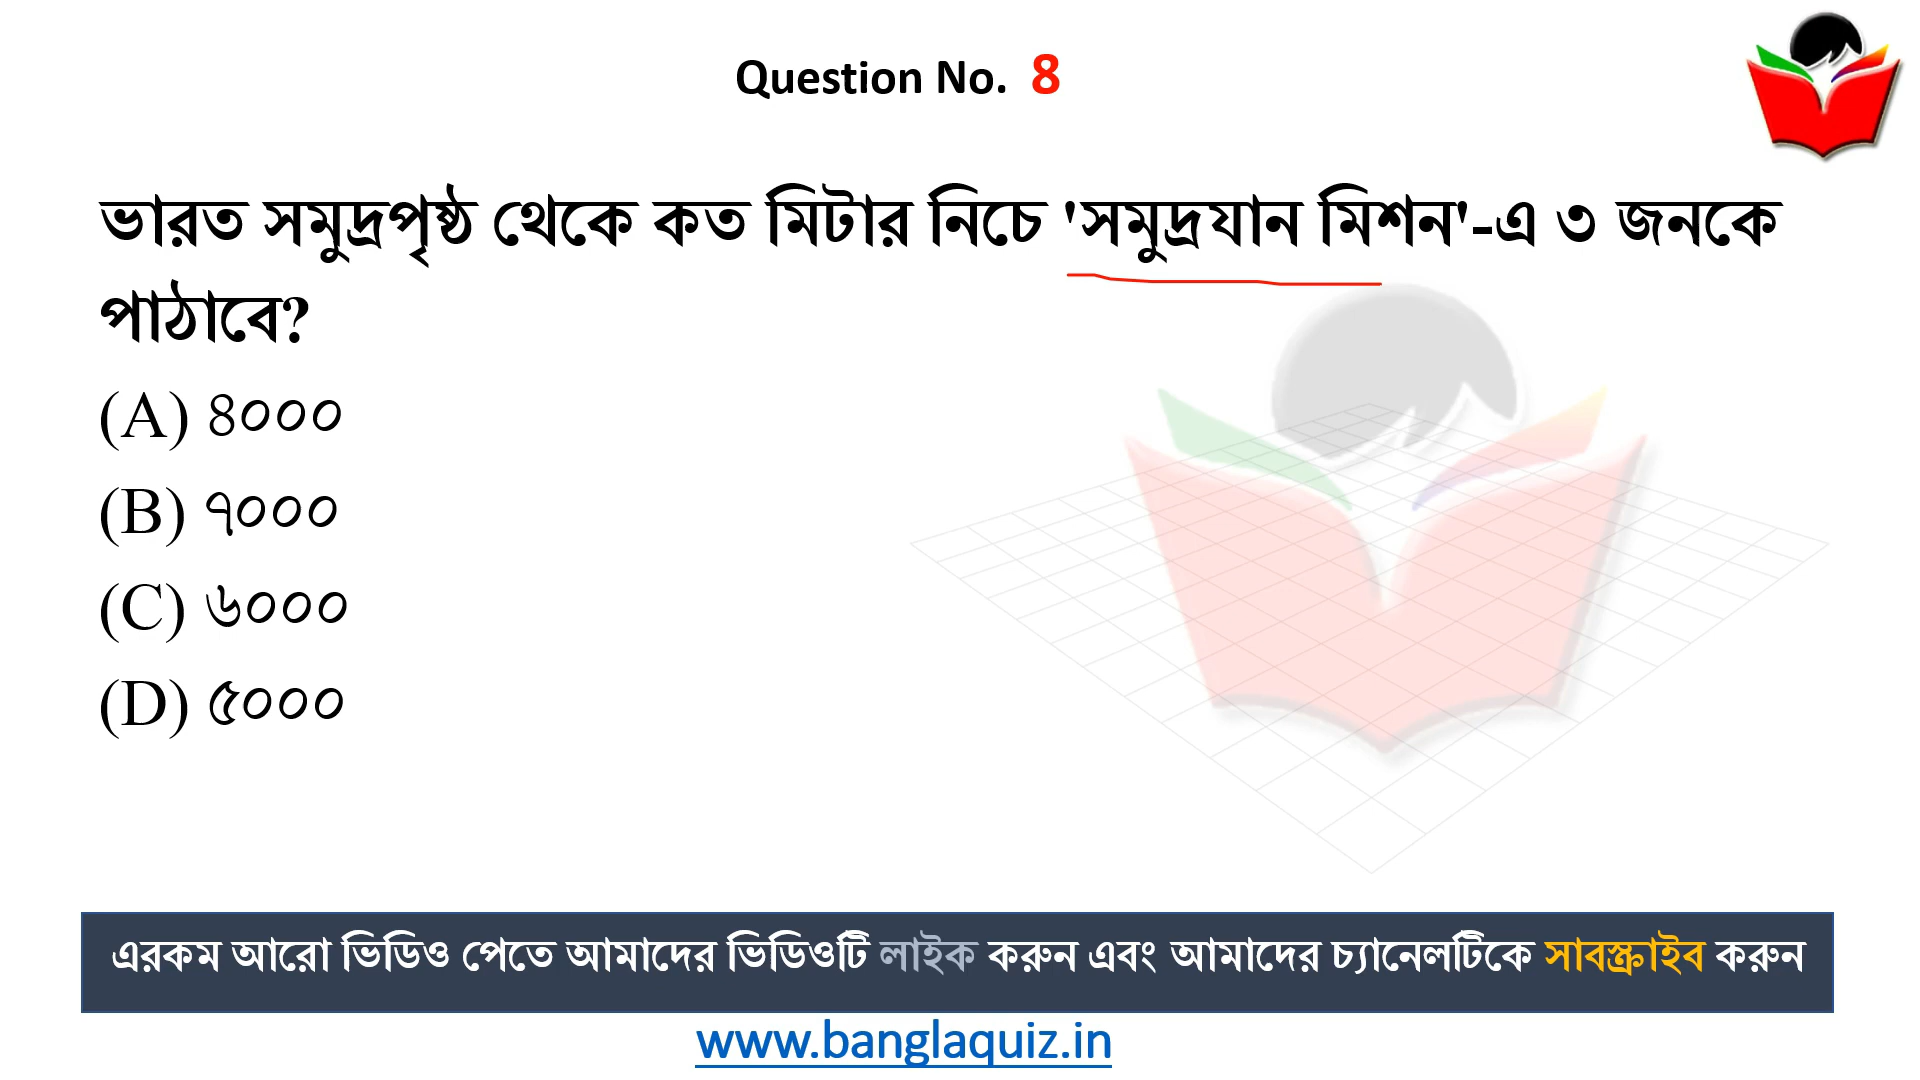 Question No. 8
ভারত সমুদ্রপৃষ্ঠ থেকে কত মিটার নিচে 'সমুদ্রযান মিশন'-এ ৩ জনকে
পাঠাবে?
(A) ৪০০০
(B) ৭০০০
(C) ৬০০০
(D) ৫০০০
এরকম আরো ভিডিও পেতে আমাদের ভিডিওটি লাইক করুন এবং আমাদের চ্যানেলটিকে সাবস্ক্রাইব করুন
www.banglaquiz.in